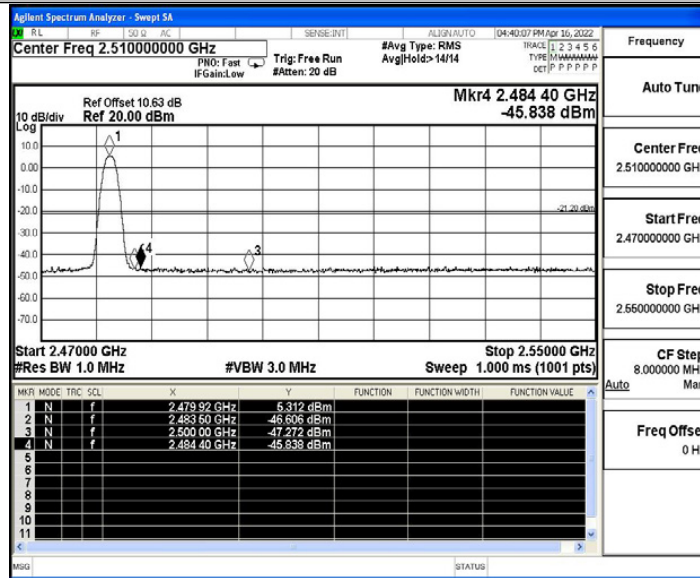 Agilent Spectrum Analyzer - Swept SA
RL RF 50 Ω AC SENSE:INT ALIGNAUTO 04:40:07 PM Apr 16, 2022
Center Freq 2.510000000 GHz
PNO: Fast
IFGain:Low
Trig: Free Run
#Atten: 20 dB
#Avg Type: RMS
Avg|Hold:> 14/14
TRACE 1 2 3 4 5 6
TYPE MWWWWW
DET P P P P P P
Ref Offset 10.63 dB
10 dB/div Ref 20.00 dBm
Log
Mkr4 2.484 40 GHz
-45.838 dBm
10.0
0.00
-10.0
-20.0
-30.0
-40.0
-50.0
-60.0
-70.0
1
4
3
-21.20 dBm
Start 2.47000 GHz Stop 2.55000 GHz
#Res BW 1.0 MHz #VBW 3.0 MHz Sweep 1.000 ms (1001 pts)
MKR MODE TRC SCL X Y FUNCTION FUNCTION WIDTH FUNCTION VALUE
1 N f 2.479 92 GHz 5.312 dBm
2 N f 2.483 50 GHz -46.606 dBm
3 N f 2.500 00 GHz -47.272 dBm
4 N f 2.484 40 GHz -45.838 dBm
5
6
7
8
9
10
11
MSG STATUS
Frequency
Auto Tune
Center Fre
2.510000000 GH
Start Fre
2.470000000 GH
Stop Fre
2.550000000 GH
CF Step
8.000000 MH
Auto Ma
Freq Offse
0 H